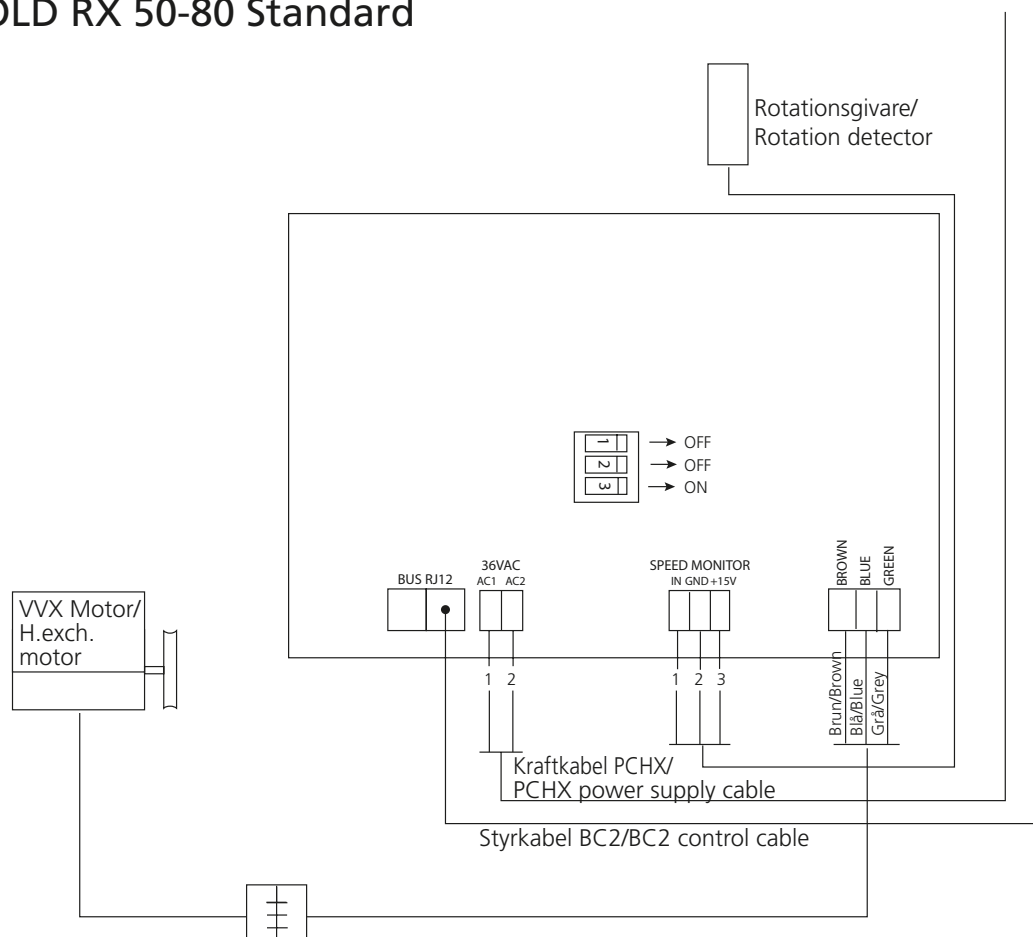 OLD RX 50-80 Standard
Rotationsgivare/
Rotation detector
1 OFF
2 OFF
3 ON
BUS RJ12
36VAC
AC1 AC2
SPEED MONITOR
IN GND +15V
BROWN
BLUE
GREEN
VVX Motor/
H.exch.
motor
1 2
1 2 3
Brun/Brown
Blå/Blue
Grå/Grey
Kraftkabel PCHX/
PCHX power supply cable
Styrkabel BC2/BC2 control cable